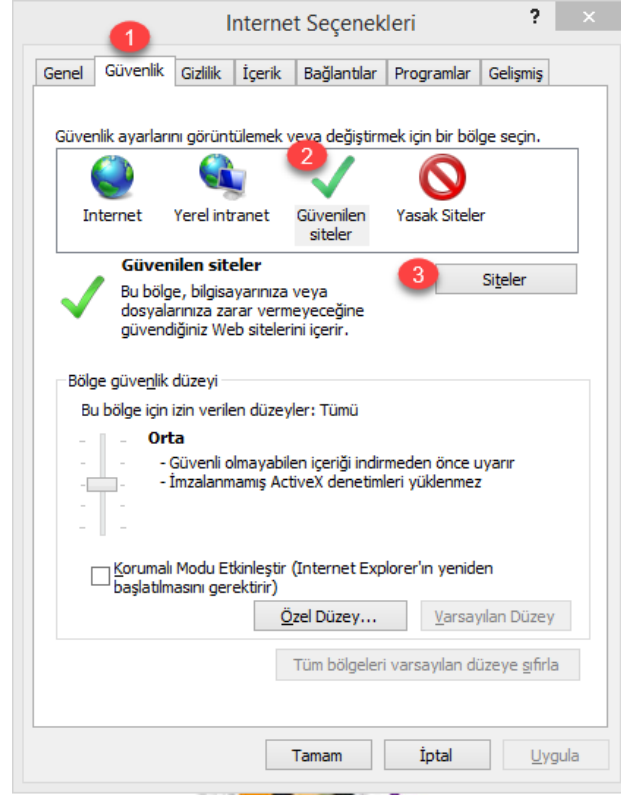 Internet Seçenekleri
?
×
1
Genel Güvenlik Gizlilik İçerik Bağlantılar Programlar Gelişmiş
Güvenlik ayarlarını görüntülemek veya değiştirmek için bir bölge seçin.
2
Internet Yerel intranet Güvenilen siteler Yasak Siteler
Güvenilen siteler
3
Siteler
Bu bölge, bilgisayarınıza veya
dosyalarınıza zarar vermeyeceğine
güvendiğiniz Web sitelerini içerir.
Bölge güvenlik düzeyi
Bu bölge için izin verilen düzeyler: Tümü
Orta
- Güvenli olmayabilen içeriği indirmeden önce uyarır
- İmzalanmamış ActiveX denetimleri yüklenmez
Korumalı Modu Etkinleştir (Internet Explorer'ın yeniden
başlatılmasını gerektirir)
Özel Düzey... Varsayılan Düzey
Tüm bölgeleri varsayılan düzeye sıfırla
Tamam İptal Uygula